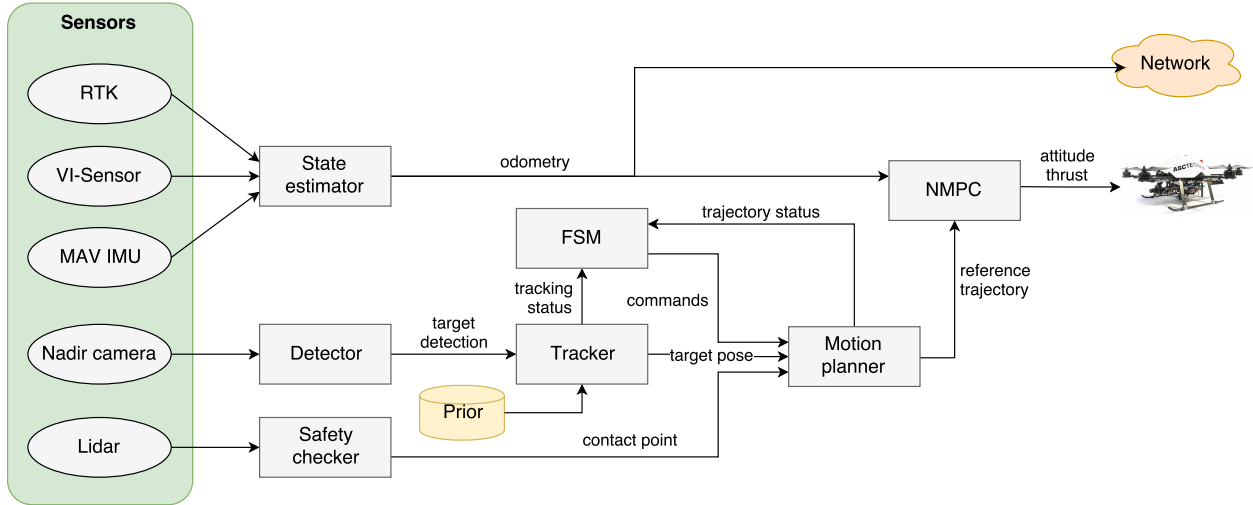 Sensors
RTK
VI-Sensor
MAV IMU
Nadir camera
Lidar
State
estimator
Detector
Safety
checker
odometry
Network
NMPC
attitude
thrust
FSM
trajectory status
tracking
status
commands
reference
trajectory
target
detection
Tracker
target pose
Motion
planner
Prior
contact point